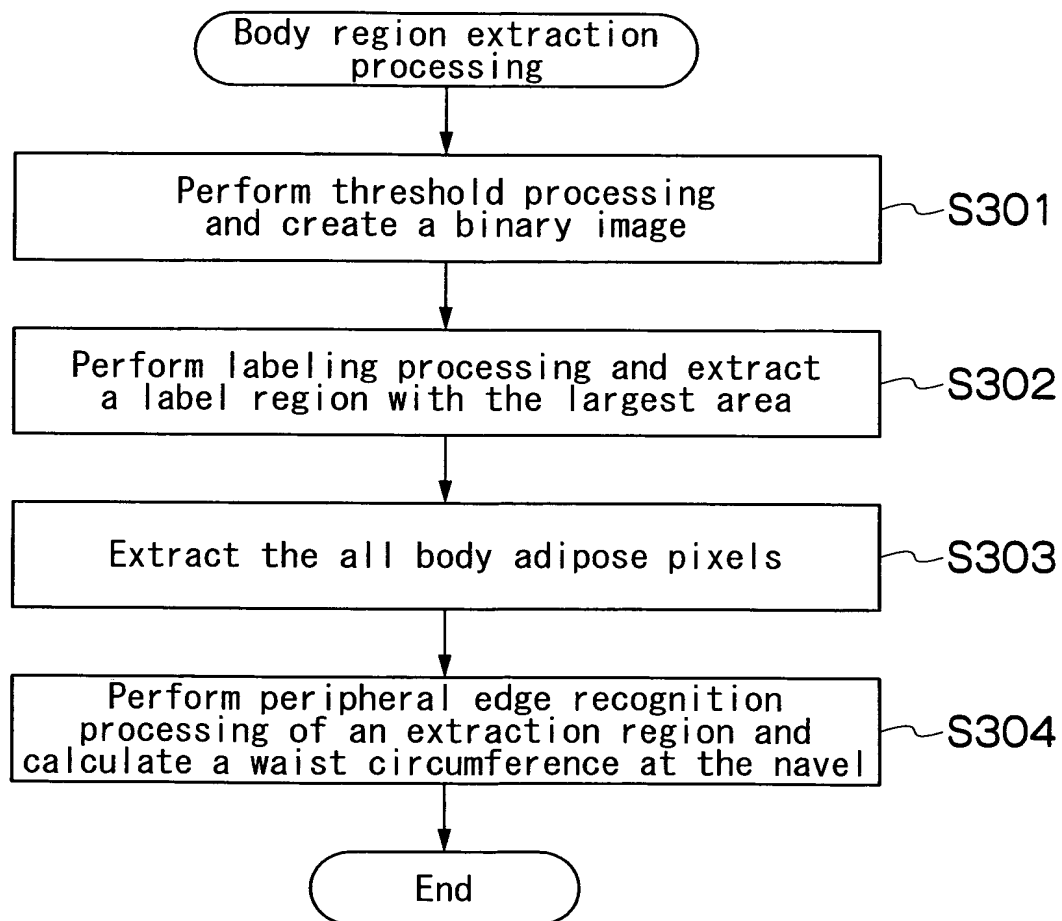 Body region extraction
processing
Perform threshold processing
and create a binary image
S301
Perform labeling processing and extract
a label region with the largest area
S302
Extract the all body adipose pixels
S303
Perform peripheral edge recognition
processing of an extraction region and
calculate a waist circumference at the navel
S304
End